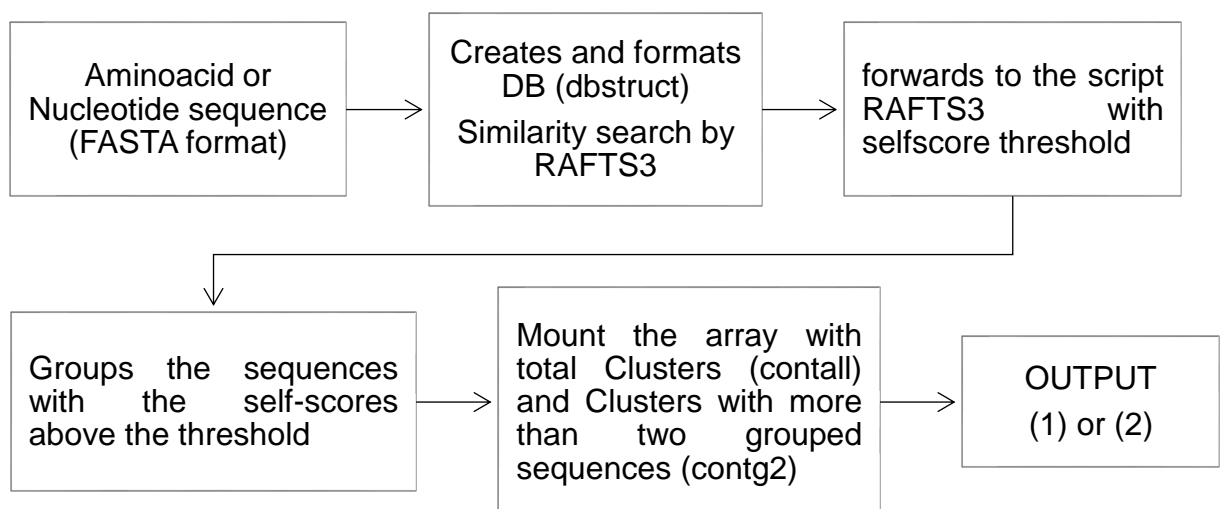 Aminoacid or
Nucleotide sequence
(FASTA format)
Creates and formats
DB (dbstruct)
Similarity search by
RAFTS3
forwards to the script
RAFTS3 with
selfscore threshold
Groups the sequences
with the self-scores
above the threshold
Mount the array with
total Clusters (contall)
and Clusters with more
than two grouped
sequences (contg2)
OUTPUT
(1) or (2)